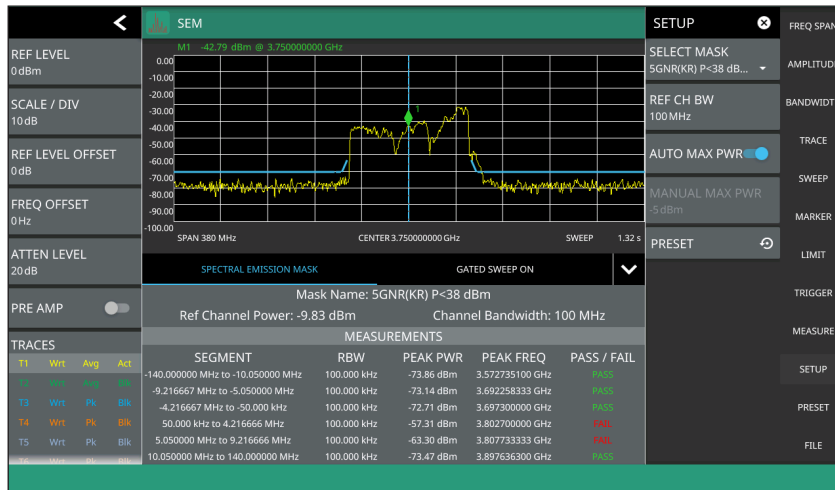 SEM
REF LEVEL
0 dBm
SCALE / DIV
10 dB
REF LEVEL OFFSET
0 dB
FREQ OFFSET
0 Hz
ATTEN LEVEL
20 dB
PRE AMP
TRACES
T1 Wrt Avg Act
T2 Wrt Avg Blk
T3 Wrt Pk Blk
T4 Wrt Pk Blk
T5 Wrt Pk Blk
T6 Wrt Pk Blk
M1 -42.79 dBm @ 3.750000000 GHz
0.00
-10.00
-20.00
-30.00
-40.00
-50.00
-60.00
-70.00
-80.00
-90.00
-100.00
1
SPAN 380 MHz CENTER 3.750000000 GHz SWEEP 1.32 s
SPECTRAL EMISSION MASK GATED SWEEP ON
Mask Name: 5GNR(KR) P<38 dBm
Ref Channel Power: -9.83 dBm Channel Bandwidth: 100 MHz
MEASUREMENTS
SEGMENT RBW PEAK PWR PEAK FREQ PASS / FAIL
-140.000000 MHz to -10.050000 MHz 100.000 kHz -73.86 dBm 3.572735100 GHz PASS
-9.216667 MHz to -5.050000 MHz 100.000 kHz -73.14 dBm 3.692258333 GHz PASS
-4.216667 MHz to -50.000 kHz 100.000 kHz -72.71 dBm 3.697300000 GHz PASS
50.000 kHz to 4.216666 MHz 100.000 kHz -57.31 dBm 3.802700000 GHz FAIL
5.050000 MHz to 9.216666 MHz 100.000 kHz -63.30 dBm 3.807733333 GHz FAIL
10.050000 MHz to 140.000000 MHz 100.000 kHz -73.47 dBm 3.897636300 GHz PASS
SETUP
SELECT MASK
5GNR(KR) P<38 dB...
REF CH BW
100 MHz
AUTO MAX PWR
MANUAL MAX PWR
-5 dBm
PRESET
FREQ SPAN
AMPLITUD
BANDWIDT
TRACE
SWEEP
MARKER
LIMIT
TRIGGER
MEASURE
SETUP
PRESET
FILE